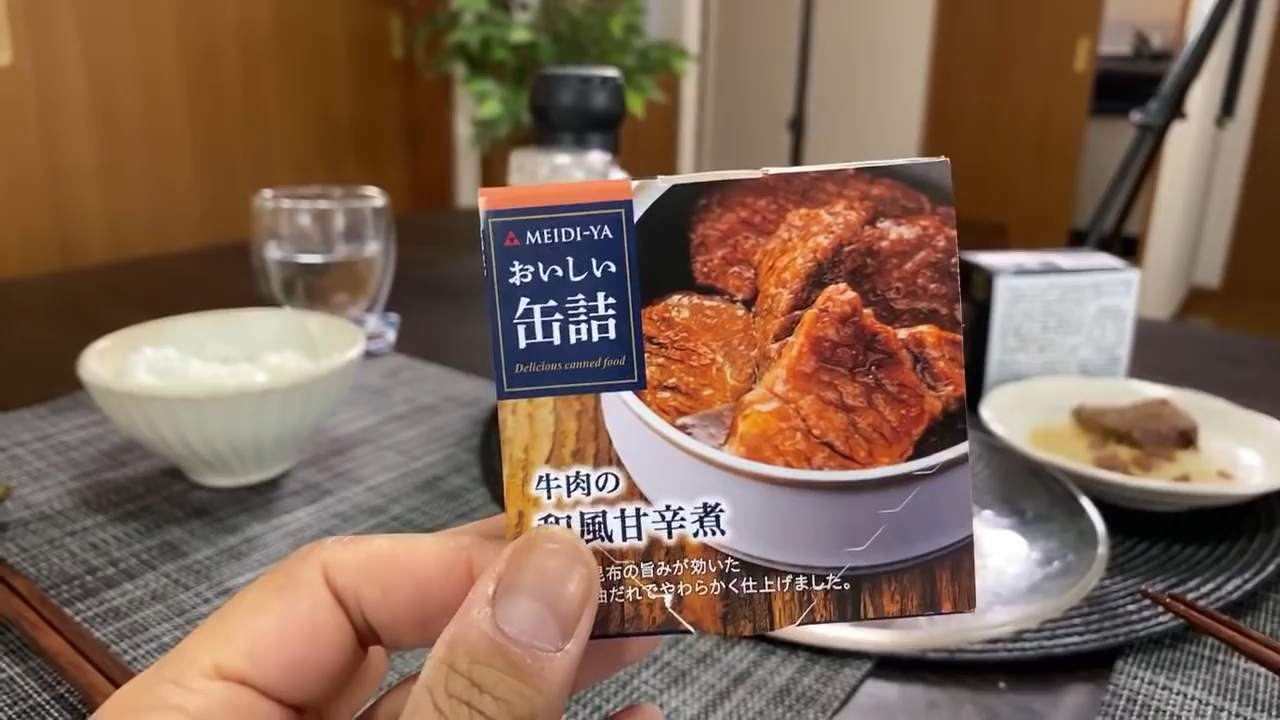 MEIDI-YA
おいしい
缶詰
Delicious canned food
牛肉の
和風甘辛煮
昆布の旨みが効いた
油だれでやわらかく仕上げました。